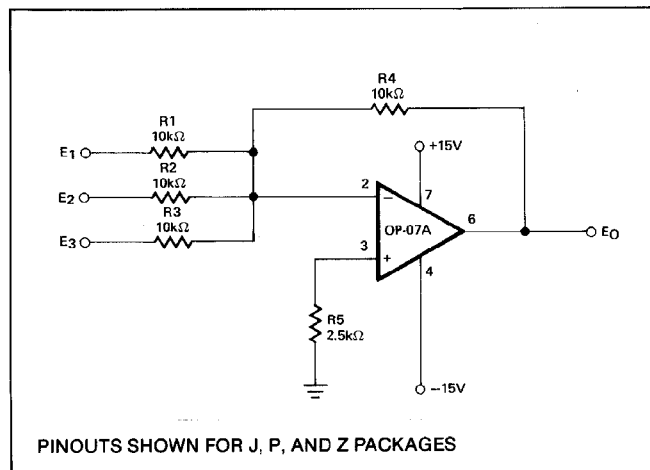 R4
10kΩ
R1
10kΩ
+15V
E1
R2
10kΩ
2
−
7
E2
R3
10kΩ
OP-07A
6
EO
3
+
4
E3
R5
2.5kΩ
−15V
PINOUTS SHOWN FOR J, P, AND Z PACKAGES